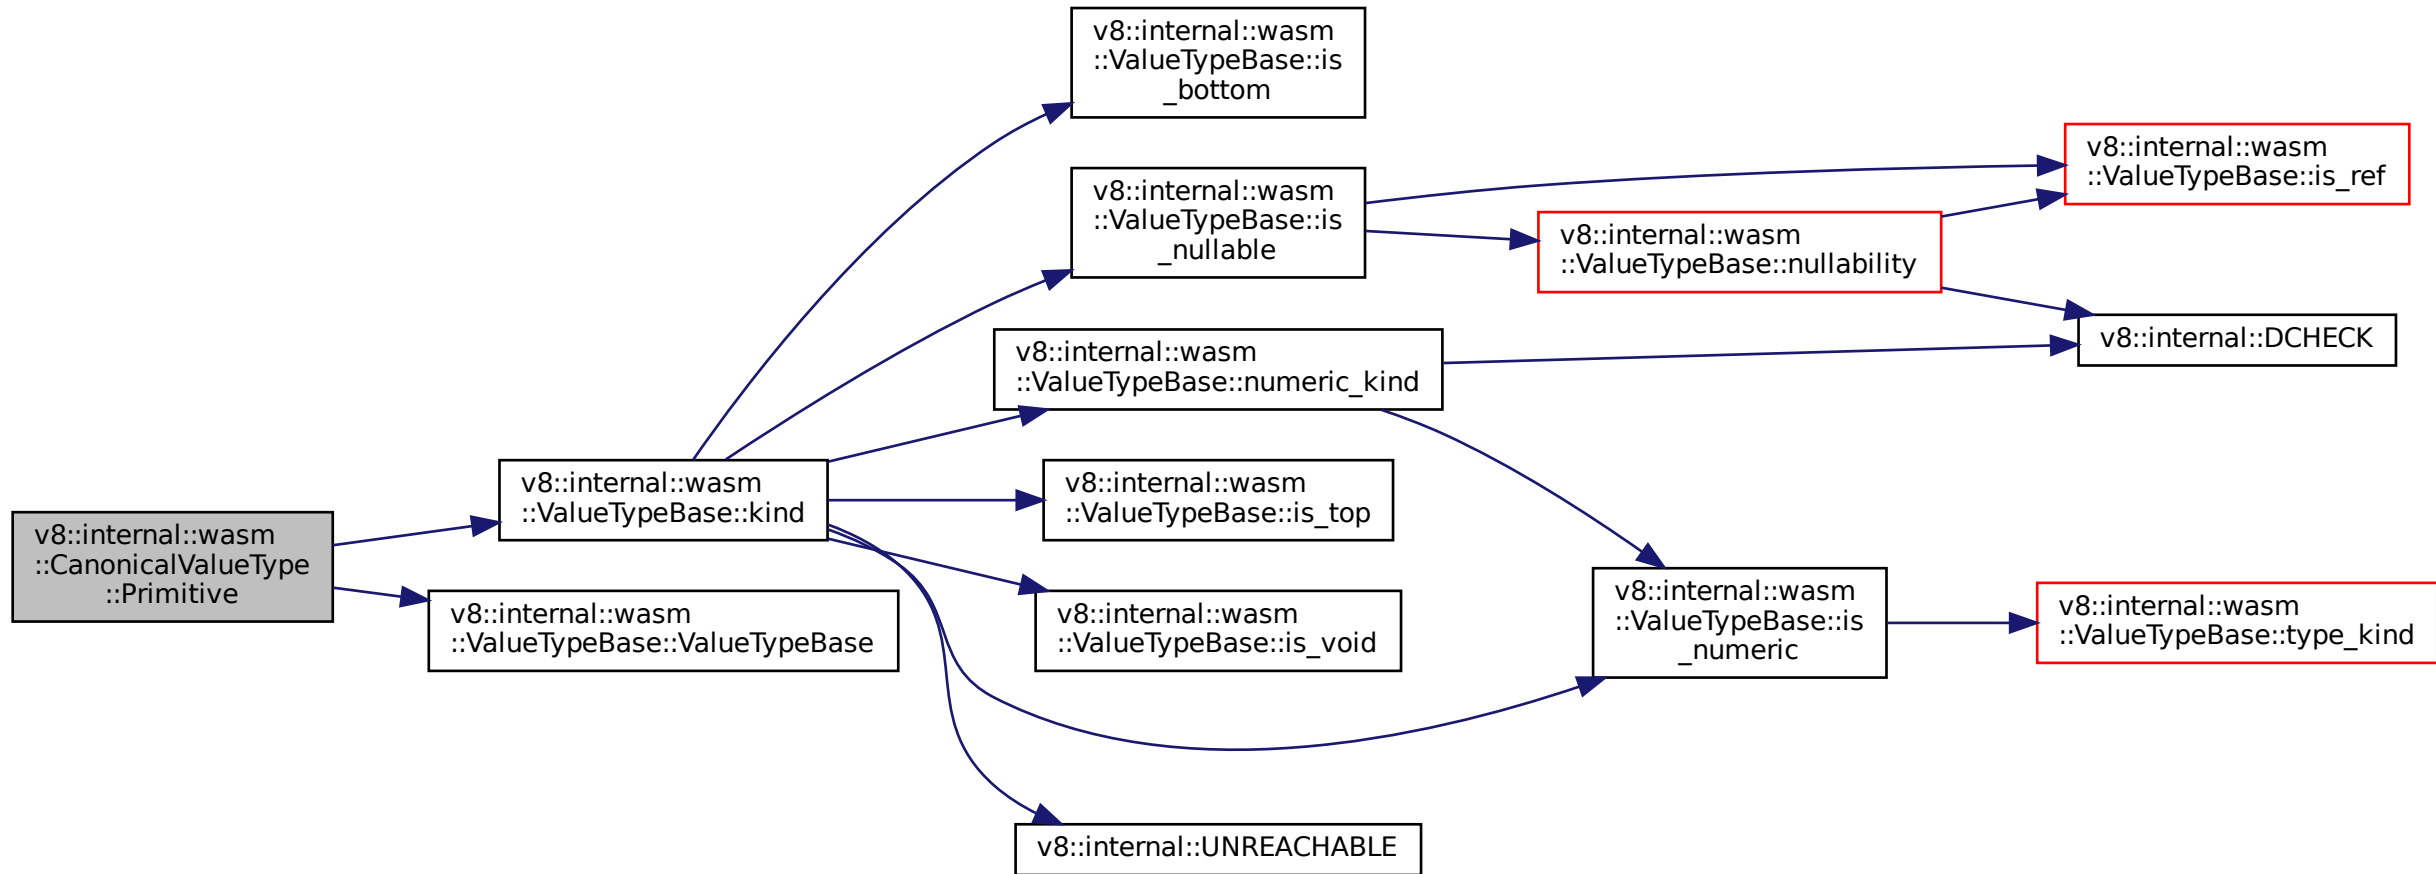 v8::internal::wasm
::CanonicalValueType
::Primitive
v8::internal::wasm
::ValueTypeBase::kind
v8::internal::wasm
::ValueTypeBase::ValueTypeBase
v8::internal::wasm
::ValueTypeBase::is
_bottom
v8::internal::wasm
::ValueTypeBase::is
_nullable
v8::internal::wasm
::ValueTypeBase::numeric_kind
v8::internal::wasm
::ValueTypeBase::is_top
v8::internal::wasm
::ValueTypeBase::is_void
v8::internal::UNREACHABLE
v8::internal::wasm
::ValueTypeBase::nullability
v8::internal::wasm
::ValueTypeBase::is
_numeric
v8::internal::wasm
::ValueTypeBase::is_ref
v8::internal::DCHECK
v8::internal::wasm
::ValueTypeBase::type_kind